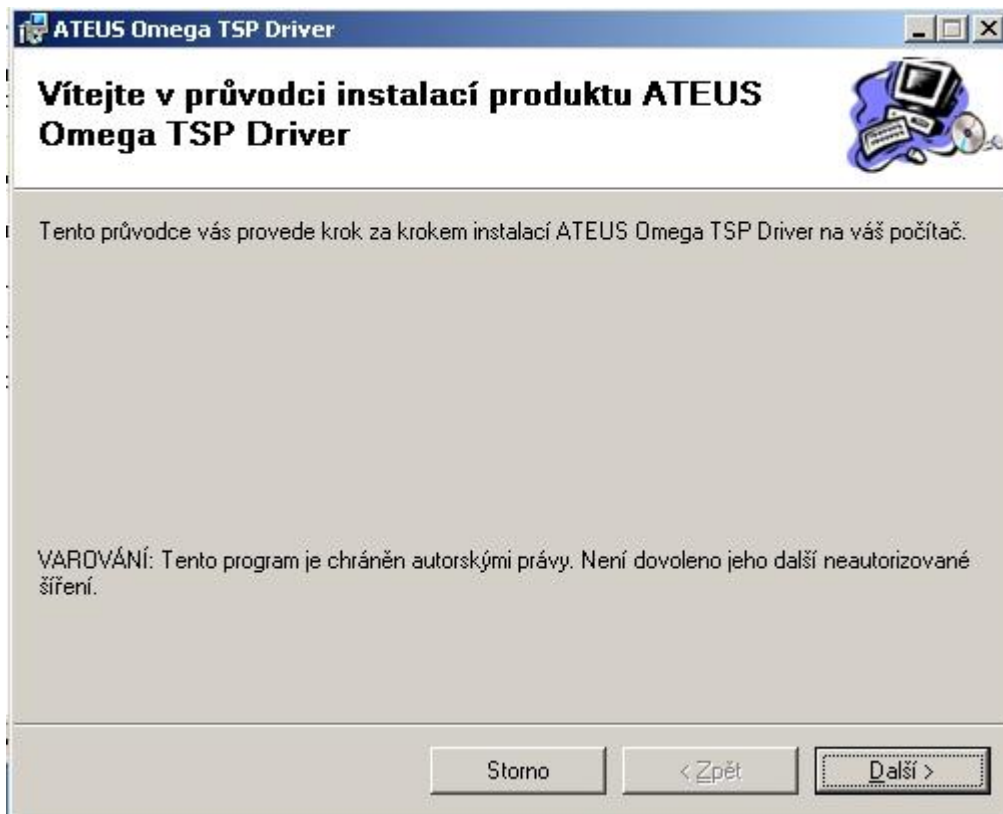 ATEUS Omega TSP Driver
Vítejte v průvodci instalací produktu ATEUS
Omega TSP Driver
Tento průvodce vás provede krok za krokem instalací ATEUS Omega TSP Driver na váš počítač.
VAROVÁNÍ: Tento program je chráněn autorskými právy. Není dovoleno jeho další neautorizované
šíření.
Storno
< Zpět
Další >